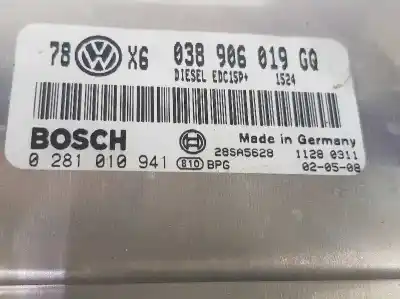 78 VW X6 038 906 019 GQ
DIESEL EDC15P+ 1524
BOSCH Made in Germany
28SA5628 1128 0311
0 281 010 941 810 BPG 02-05-08